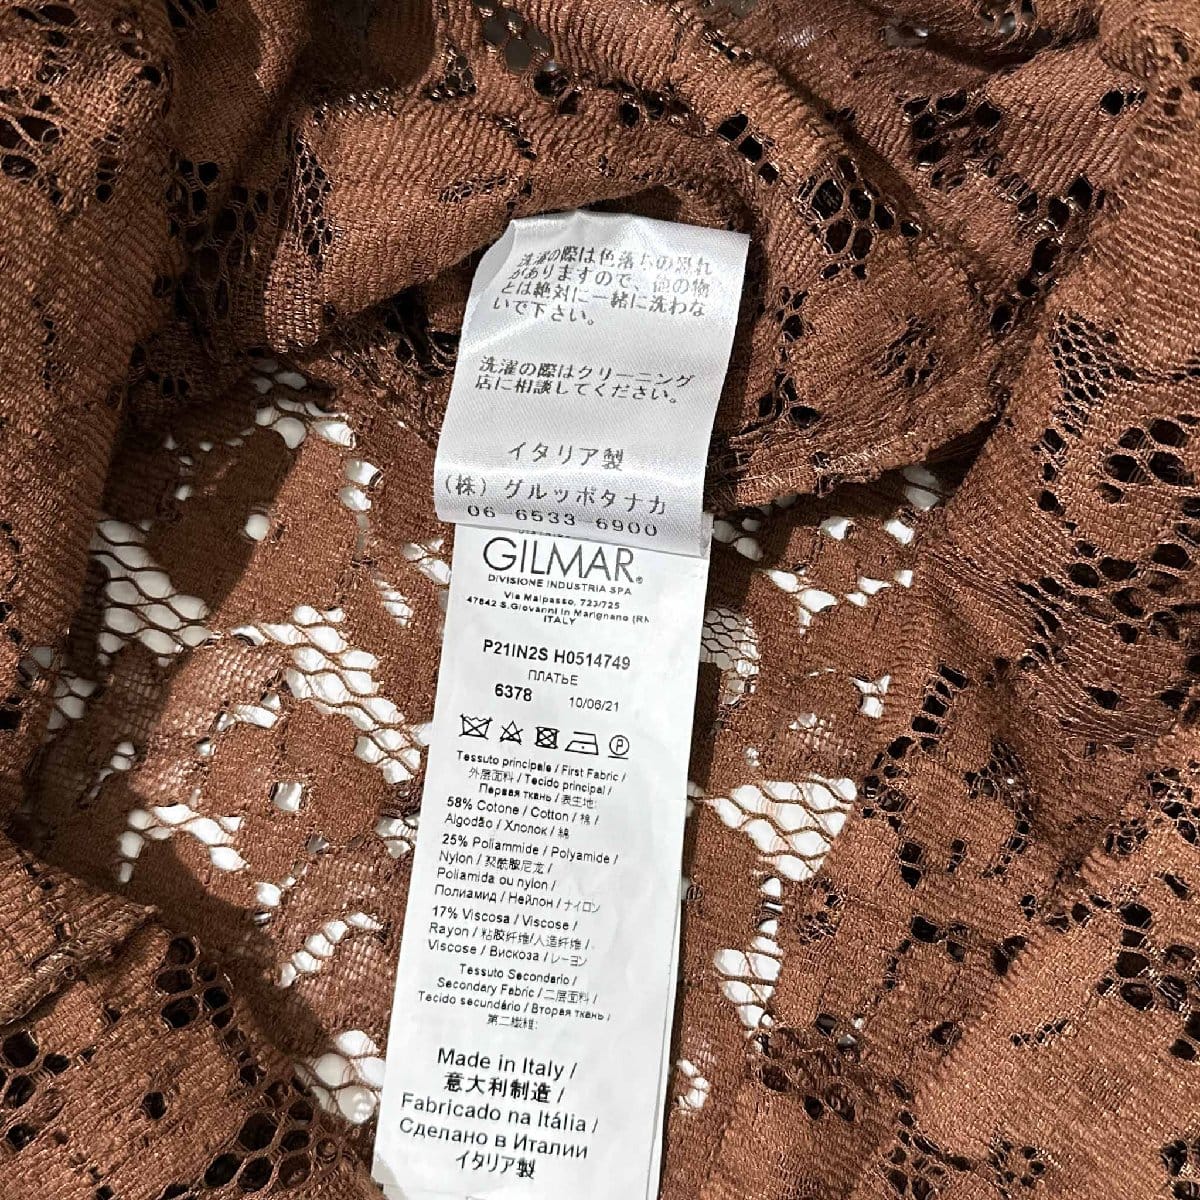 洗濯の際は色落ちの恐れ
がありますので、他の物
とは絶対に一緒に洗わな
いで下さい。
洗濯の際はクリーニング
店に相談してください。
イタリア製
(株) グルッポタナカ
06 6533 6900
GILMAR®
DIVISIONE INDUSTRIA SPA
Via Malpasso, 723/725
47842 S.Giovanni in Marignano (RN
ITALY
P21IN2S H0514749
ПЛАТЬЕ
6378 10/06/21
P
Tessuto principale / First Fabric /
外层面料 / Tecido principal /
Первая ткань / 表生地:
58% Cotone / Cotton / 棉 /
Algodão / Хлопок / 綿
25% Poliammide / Polyamide /
Nylon / 聚酰胺尼龙 /
Poliamida ou nylon /
Полиамид / Нейлон / ナイロン
17% Viscosa / Viscose /
Rayon / 粘胶纤维/人造纤维 /
Viscose / Вискоза / レーヨン
Tessuto Secondario /
Secondary Fabric / 二层面料 /
Tecido secundário / Вторая ткань /
第二繊維:
Made in Italy /
意大利制造 /
Fabricado na Itália /
Сделано в Италии
イタリア製